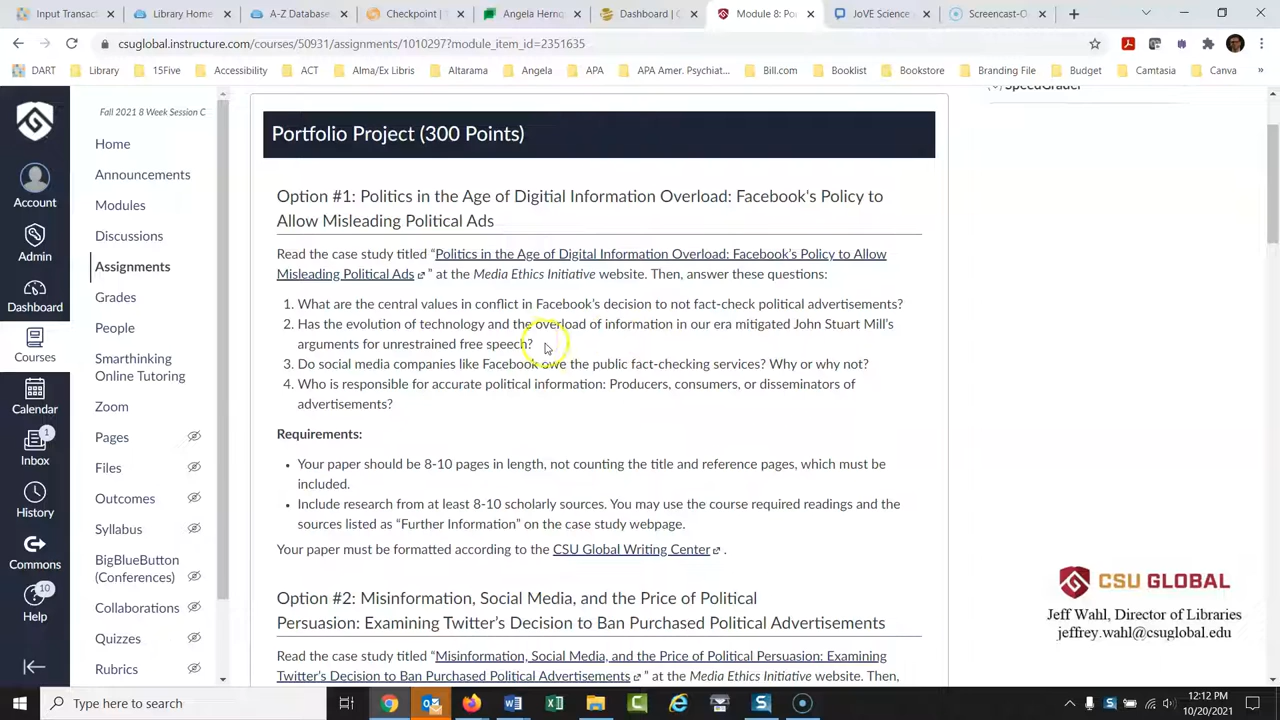 Input Transact
Library Home
A-Z Database
Checkpoint (
Angela Herno
Dashboard | C
Module 8: Po
JoVE Science
Screencast-O
csuglobal.instructure.com/courses/50931/assignments/1010297?module_item_id=2351635
DART Library 15Five Accessibility ACT Alma/Ex Libris Altarama Angela APA APA Amer. Psychiat... Bill.com Booklist Bookstore Branding File Budget Camtasia Canva »
SpeedGrader
Account
Admin
Dashboard
Courses
Calendar
1
Inbox
History
Commons
10
Help
Fall 2021 8 Week Session C
Home
Announcements
Modules
Discussions
Assignments
Grades
People
Smarthinking
Online Tutoring
Zoom
Pages
Files
Outcomes
Syllabus
BigBlueButton
(Conferences)
Collaborations
Quizzes
Rubrics
Portfolio Project (300 Points)
Option #1: Politics in the Age of Digitial Information Overload: Facebook's Policy to
Allow Misleading Political Ads
Read the case study titled “Politics in the Age of Digital Information Overload: Facebook’s Policy to Allow
Misleading Political Ads ” at the Media Ethics Initiative website. Then, answer these questions:
1. What are the central values in conflict in Facebook’s decision to not fact-check political advertisements?
2. Has the evolution of technology and the overload of information in our era mitigated John Stuart Mill’s
arguments for unrestrained free speech?
3. Do social media companies like Facebook owe the public fact-checking services? Why or why not?
4. Who is responsible for accurate political information: Producers, consumers, or disseminators of
advertisements?
Requirements:
• Your paper should be 8-10 pages in length, not counting the title and reference pages, which must be
included.
• Include research from at least 8-10 scholarly sources. You may use the course required readings and the
sources listed as “Further Information” on the case study webpage.
Your paper must be formatted according to the CSU Global Writing Center .
Option #2: Misinformation, Social Media, and the Price of Political
Persuasion: Examining Twitter’s Decision to Ban Purchased Political Advertisements
Read the case study titled “Misinformation, Social Media, and the Price of Political Persuasion: Examining
Twitter’s Decision to Ban Purchased Political Advertisements ” at the Media Ethics Initiative website. Then,
CSU GLOBAL
Jeff Wahl, Director of Libraries
jeffrey.wahl@csuglobal.edu
Type here to search
12:12 PM
10/20/2021